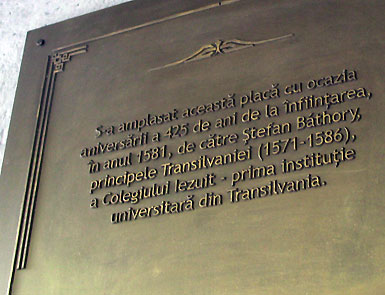 S-a amplasat această placă cu ocazia
aniversării a 425 de ani de la înființarea,
în anul 1581, de către Ștefan Báthory,
principele Transilvaniei (1571-1586),
a Colegiului Iezuit - prima instituție
universitară din Transilvania.